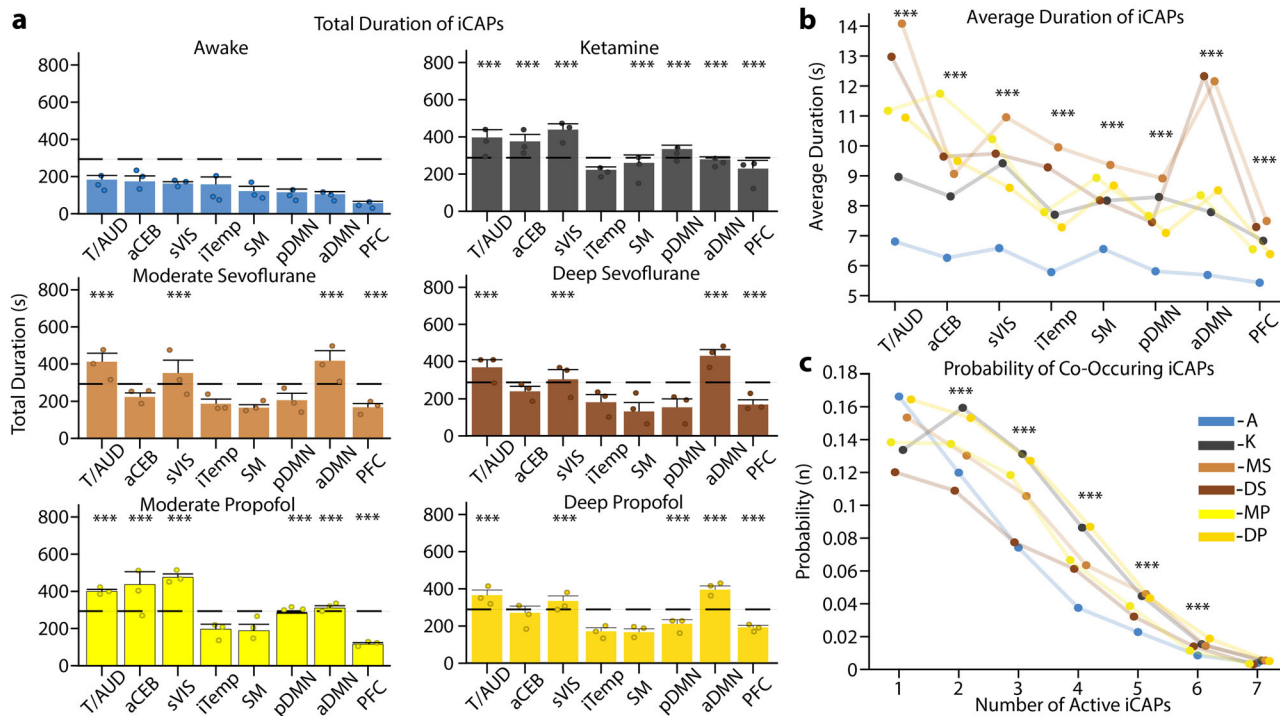 a
Total Duration of iCAPs
Awake
800
600
400
200
0
T/AUD
aCEB
sVIS
iTemp
SM
pDMN
aDMN
PFC
Ketamine
*** *** *** *** *** *** ***
800
600
400
200
0
T/AUD
aCEB
sVIS
iTemp
SM
pDMN
aDMN
PFC
Total Duration (s)
Moderate Sevoflurane
*** *** *** ***
800
600
400
200
0
T/AUD
aCEB
sVIS
iTemp
SM
pDMN
aDMN
PFC
Deep Sevoflurane
*** *** *** ***
800
600
400
200
0
T/AUD
aCEB
sVIS
iTemp
SM
pDMN
aDMN
PFC
Moderate Propofol
*** *** *** *** *** ***
800
600
400
200
0
T/AUD
aCEB
sVIS
iTemp
SM
pDMN
aDMN
PFC
Deep Propofol
*** *** *** *** ***
800
600
400
200
0
T/AUD
aCEB
sVIS
iTemp
SM
pDMN
aDMN
PFC
b
Average Duration of iCAPs
*** *** *** *** *** *** *** ***
Average Duration (s)
14
13
12
11
10
9
8
7
6
5
T/AUD
aCEB
sVIS
iTemp
SM
pDMN
aDMN
PFC
c
Probability of Co-Occuring iCAPs
*** *** *** *** ***
Probability (n)
0.18
0.16
0.14
0.12
0.1
0.08
0.06
0.04
0.02
0
1 2 3 4 5 6 7
Number of Active iCAPs
-A
-K
-MS
-DS
-MP
-DP